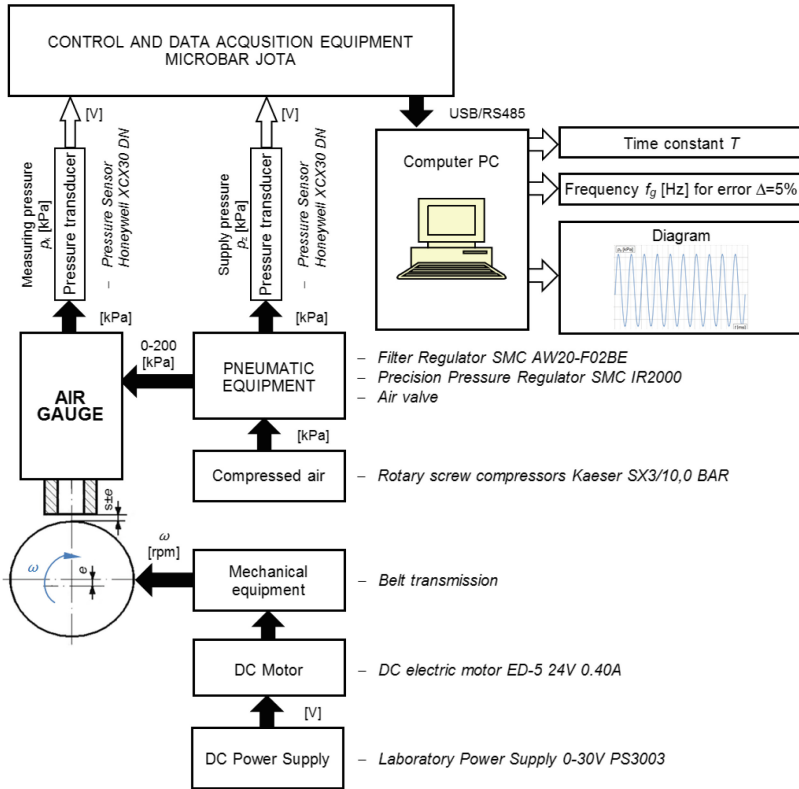 CONTROL AND DATA ACQUSITION EQUIPMENT
MICROBAR JOTA
[V]
[V]
USB/RS485
Measuring pressure
pk [kPa]
Pressure transducer
– Pressure Sensor
Honeywell XCX30 DN
Supply pressure
pz [kPa]
Pressure transducer
– Pressure Sensor
Honeywell XCX30 DN
Computer PC
Time constant T
Frequency fg [Hz] for error Δ=5%
Diagram
[kPa]
[kPa]
0-200
[kPa]
AIR
GAUGE
PNEUMATIC
EQUIPMENT
– Filter Regulator SMC AW20-F02BE
– Precision Pressure Regulator SMC IR2000
– Air valve
[kPa]
Compressed air
– Rotary screw compressors Kaeser SX3/10,0 BAR
s±e
ω
[rpm]
ω
e
Mechanical
equipment
– Belt transmission
DC Motor
– DC electric motor ED-5 24V 0.40A
[V]
DC Power Supply
– Laboratory Power Supply 0-30V PS3003